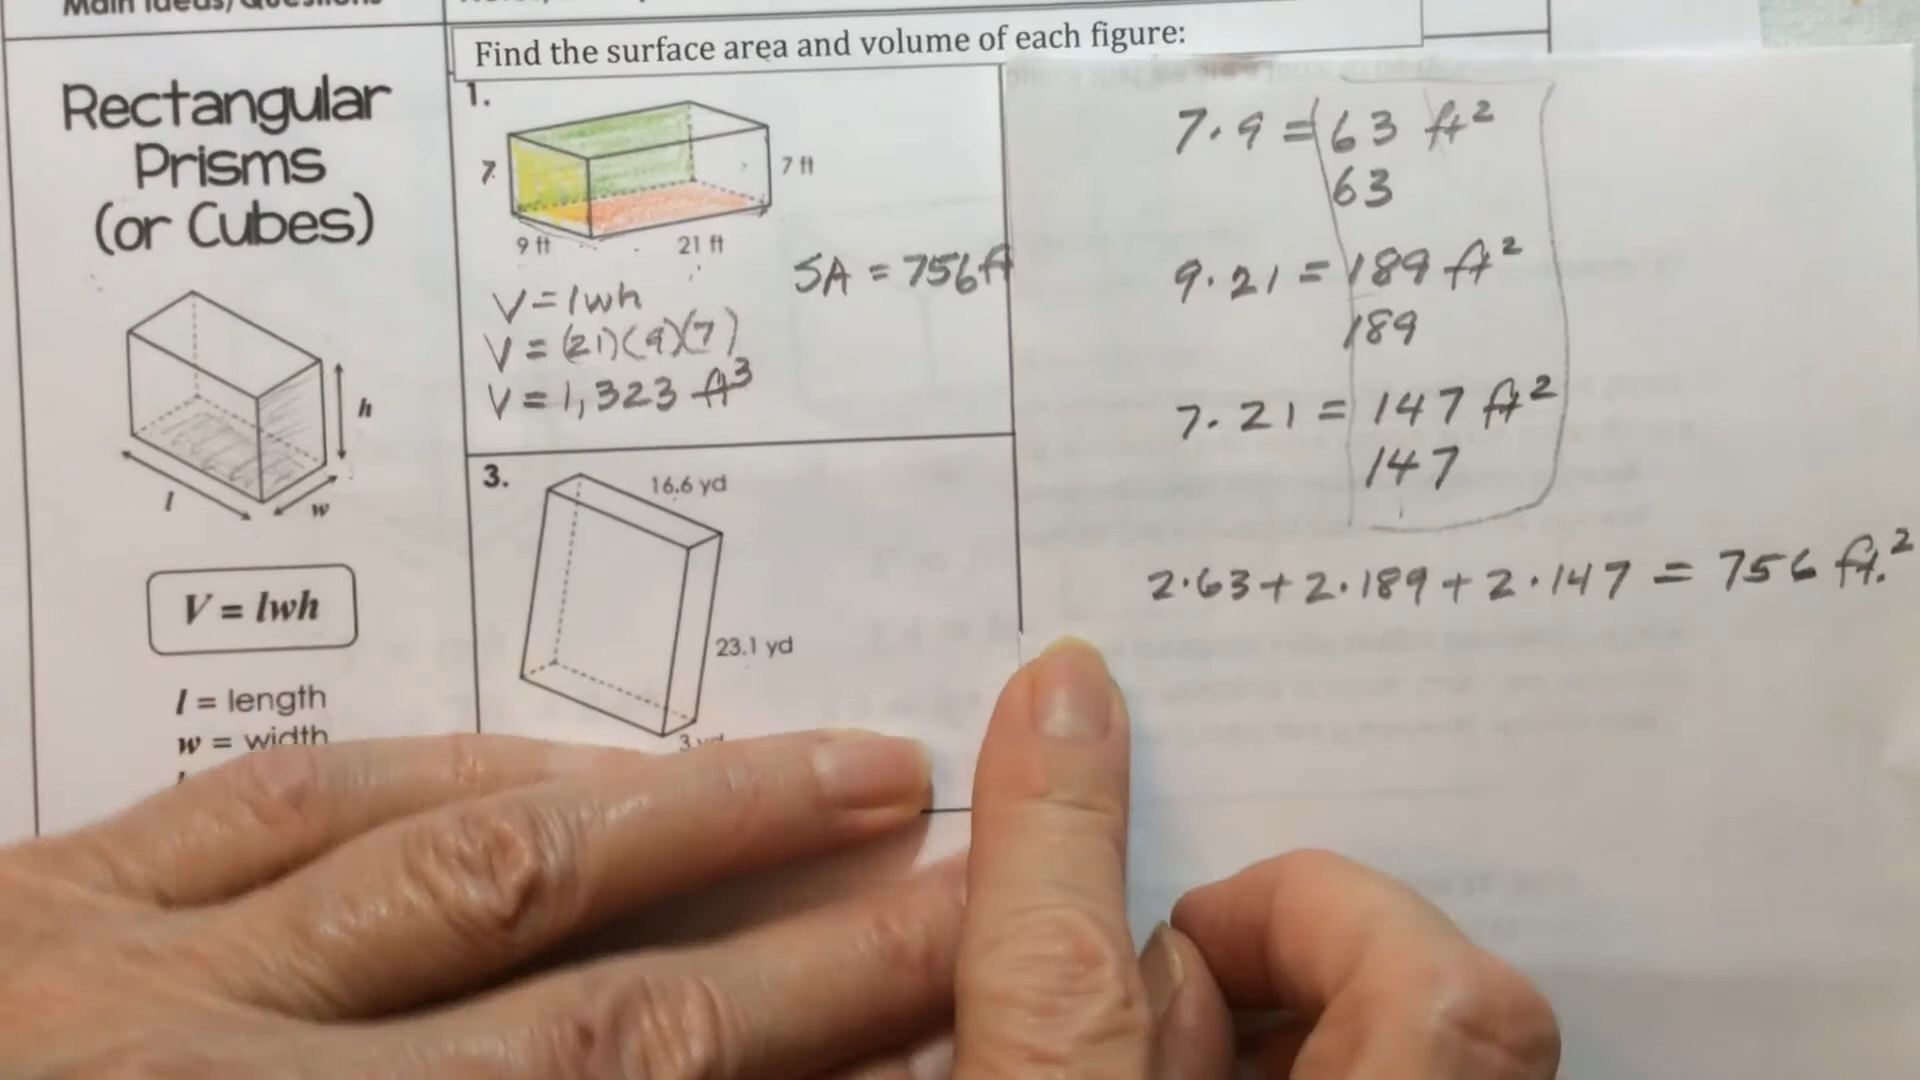 Find the surface area and volume of each figure:
Rectangular
Prisms
(or Cubes)
h
l
w
V = lwh
l = length
w = width
1.
7
7 ft
9 ft
21 ft
SA = 756 ft
V = lwh
V = (21)(9)(7)
V = 1,323 ft³
3.
16.6 yd
23.1 yd
3 yd
7·9 = 63 ft²
63
9·21 = 189 ft²
189
7·21 = 147 ft²
147
2·63 + 2·189 + 2·147 = 756 ft.²